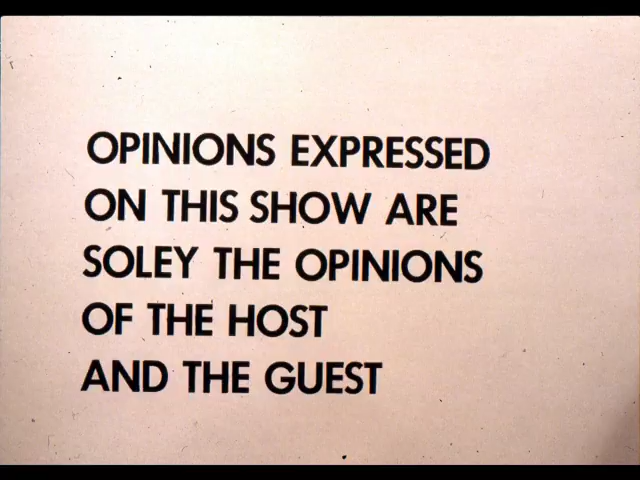 OPINIONS EXPRESSED
ON THIS SHOW ARE
SOLEY THE OPINIONS
OF THE HOST
AND THE GUEST